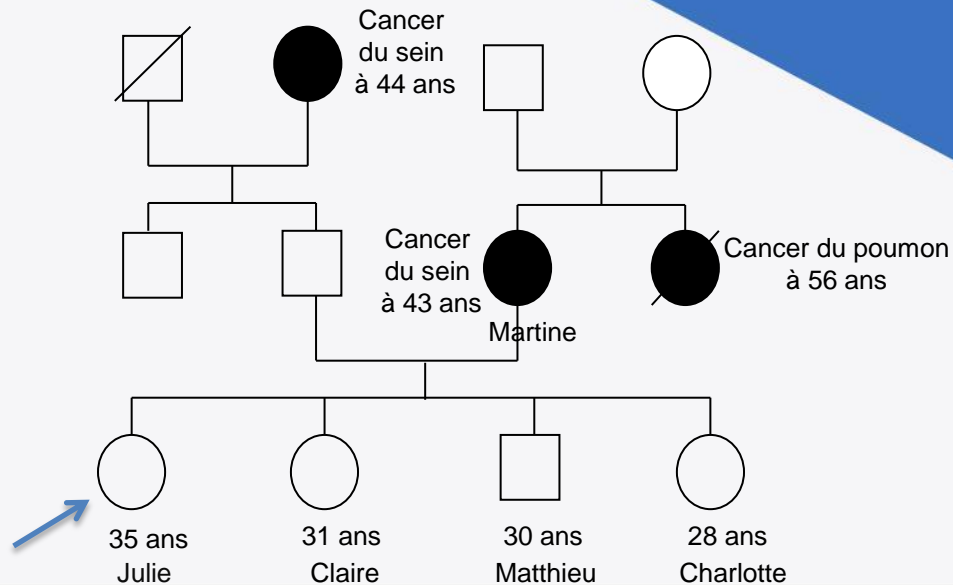 Cancer
du sein
à 44 ans
Cancer
du sein
à 43 ans
Martine
Cancer du poumon
à 56 ans
35 ans
Julie
31 ans
Claire
30 ans
Matthieu
28 ans
Charlotte